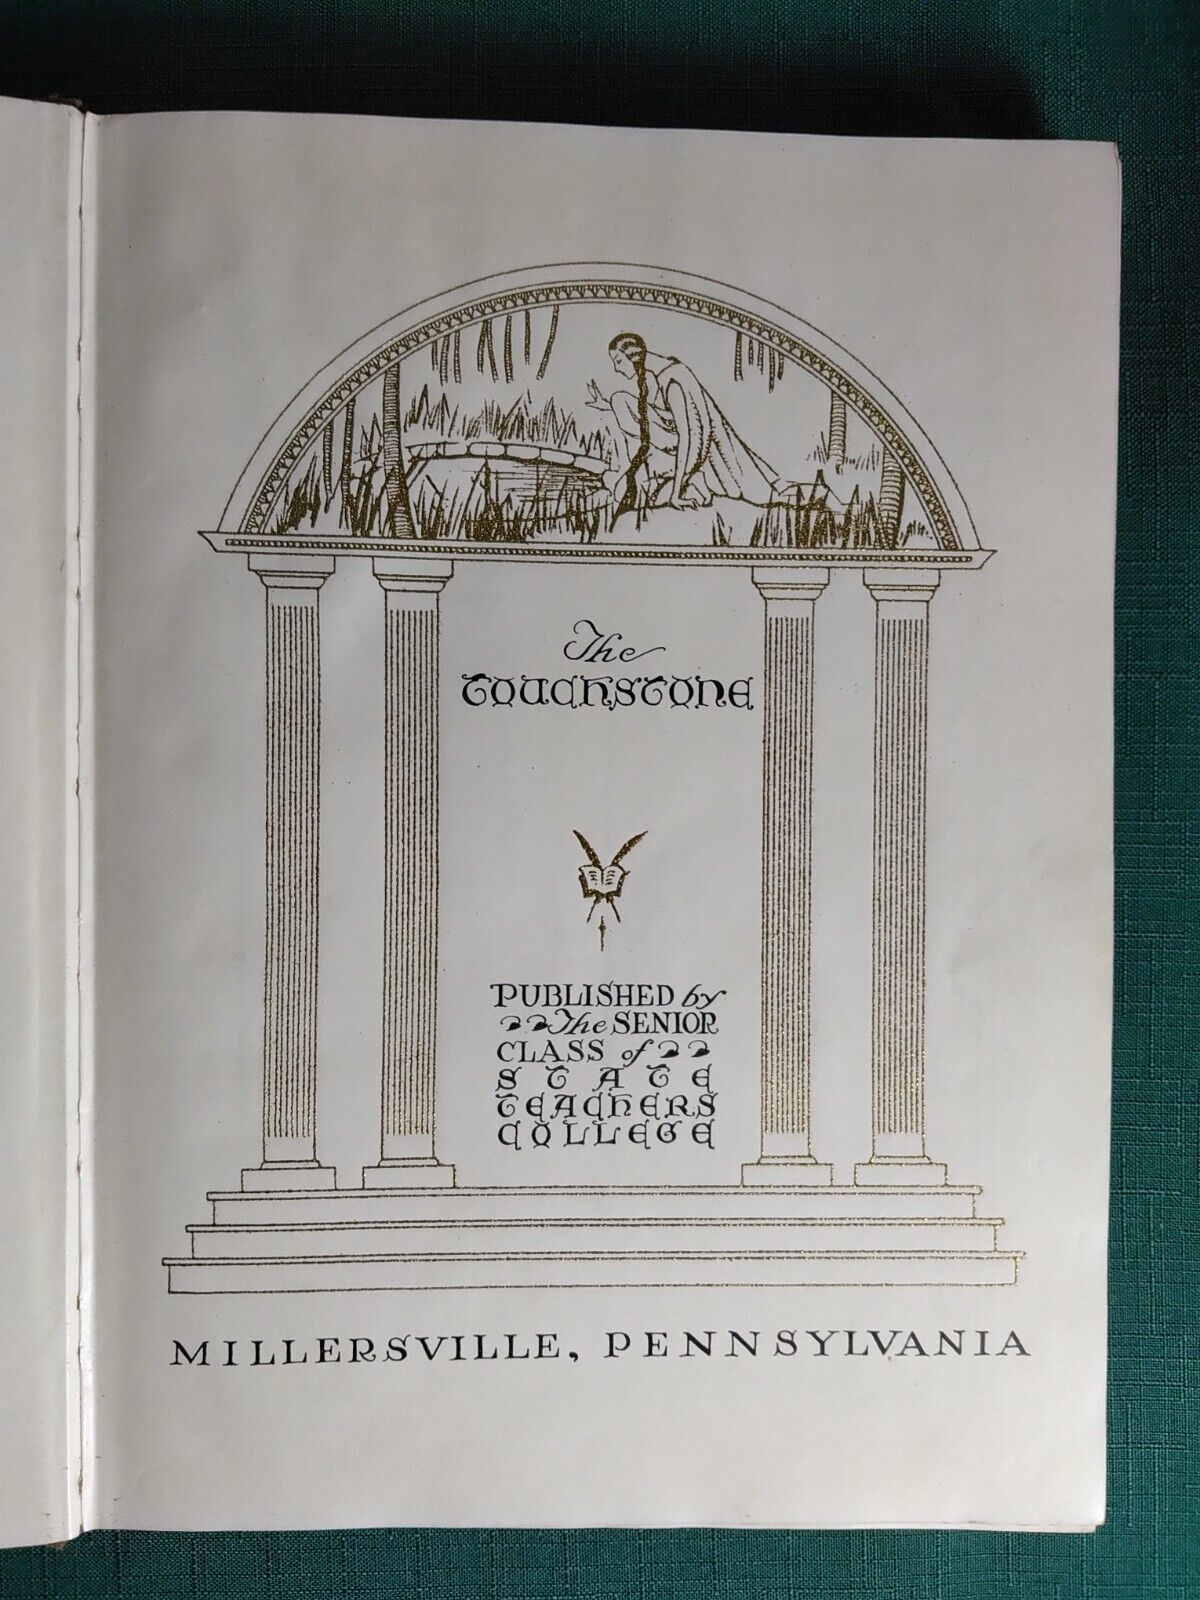 The
TOUCHSTONE
PUBLISHED by
The SENIOR
CLASS of
STATE
TEACHERS
COLLEGE
MILLERSVILLE, PENNSYLVANIA